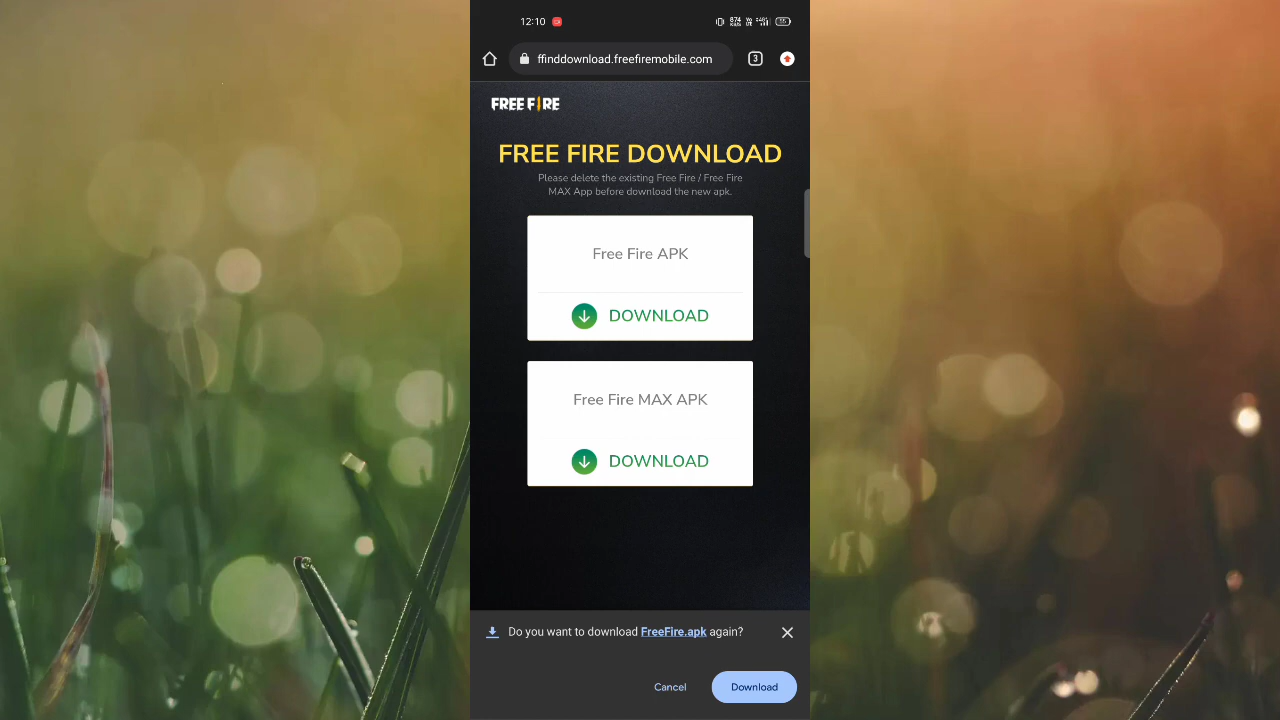 12:10
ffinddownload.freefiremobile.com
3
FREE FIRE
FREE FIRE DOWNLOAD
Please delete the existing Free Fire / Free Fire
MAX App before download the new apk.
Free Fire APK
DOWNLOAD
Free Fire MAX APK
DOWNLOAD
Do you want to download FreeFire.apk again?
Cancel
Download